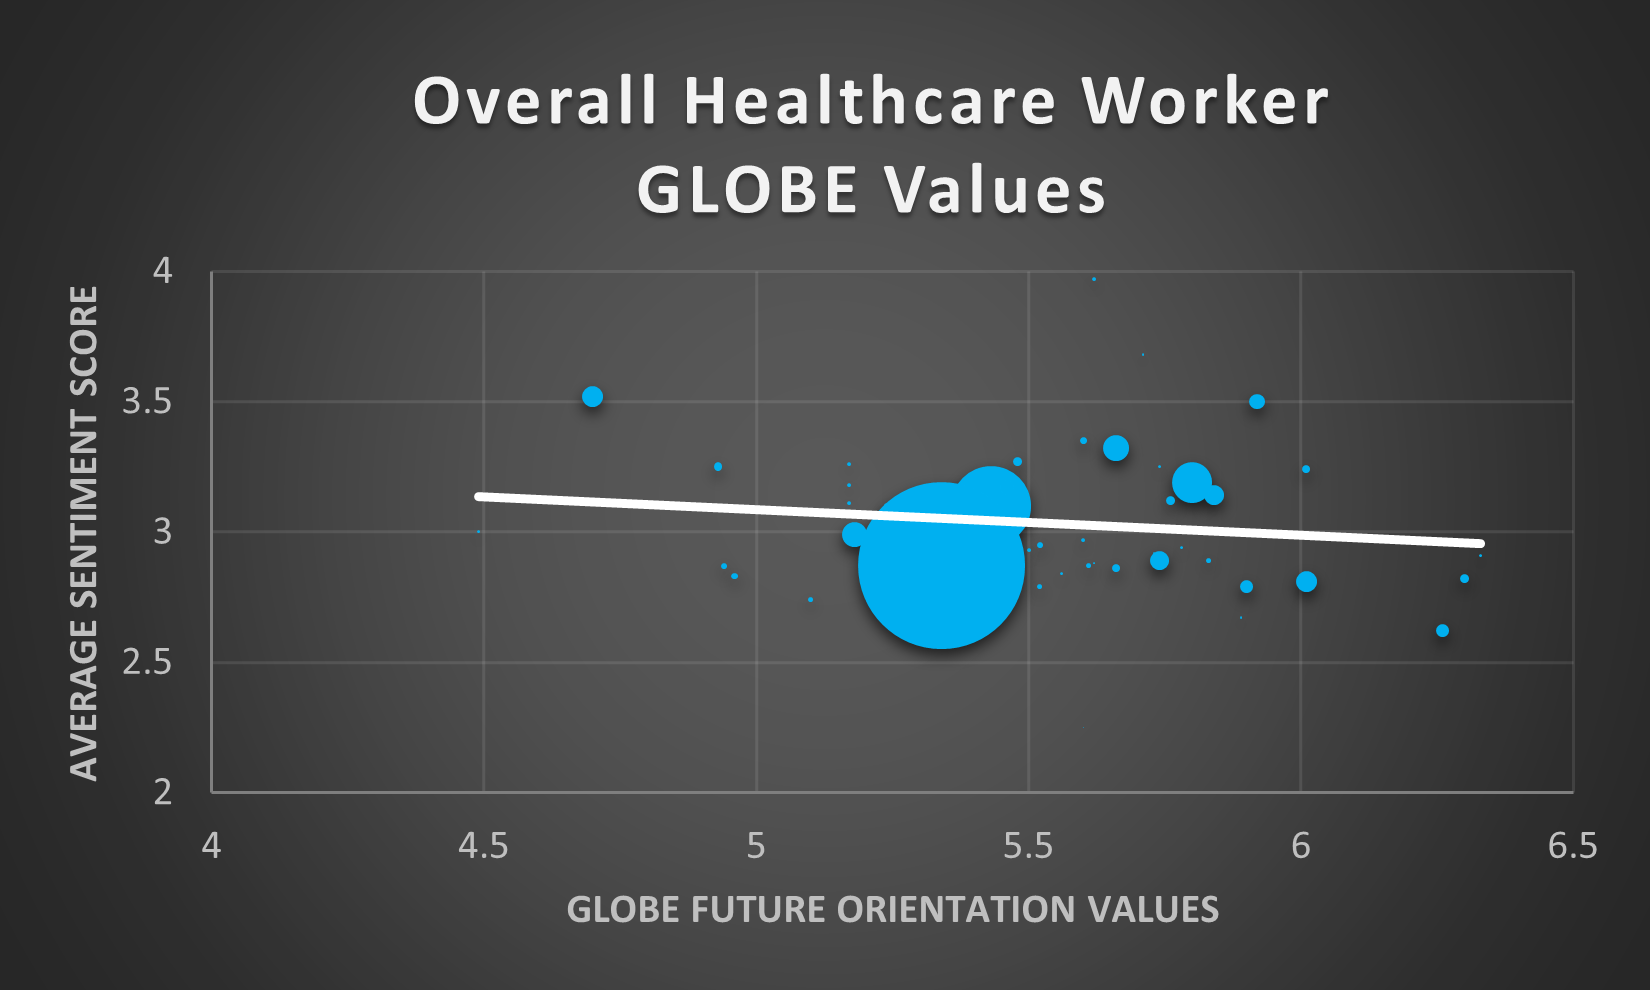 Overall Healthcare Worker
GLOBE Values
AVERAGE SENTIMENT SCORE
4
3.5
3
2.5
2
4 4.5 5 5.5 6 6.5
GLOBE FUTURE ORIENTATION VALUES